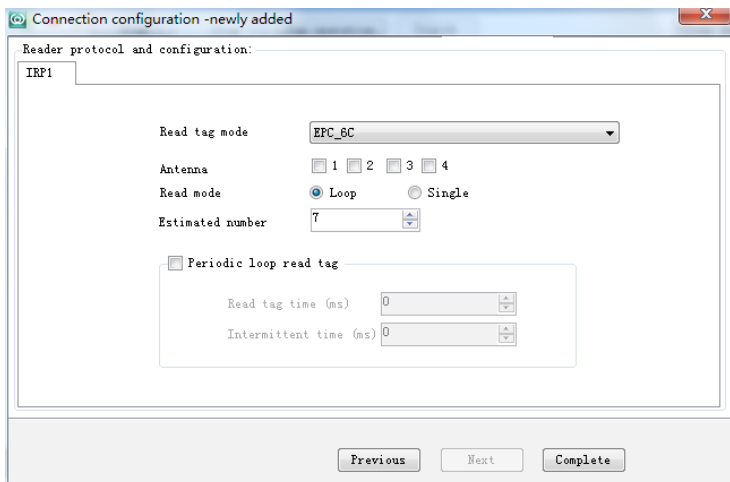 Connection configuration -newly added
Reader protocol and configuration:
IRP1
Read tag mode EPC_6C
Antenna 1 2 3 4
Read mode Loop Single
Estimated number 7
Periodic loop read tag
Read tag time (ms) 0
Intermittent time (ms) 0
Previous Next Complete